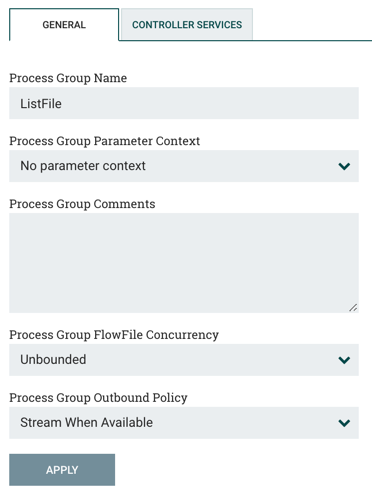 GENERAL
CONTROLLER SERVICES
Process Group Name
ListFile
Process Group Parameter Context
No parameter context
Process Group Comments
Process Group FlowFile Concurrency
Unbounded
Process Group Outbound Policy
Stream When Available
APPLY